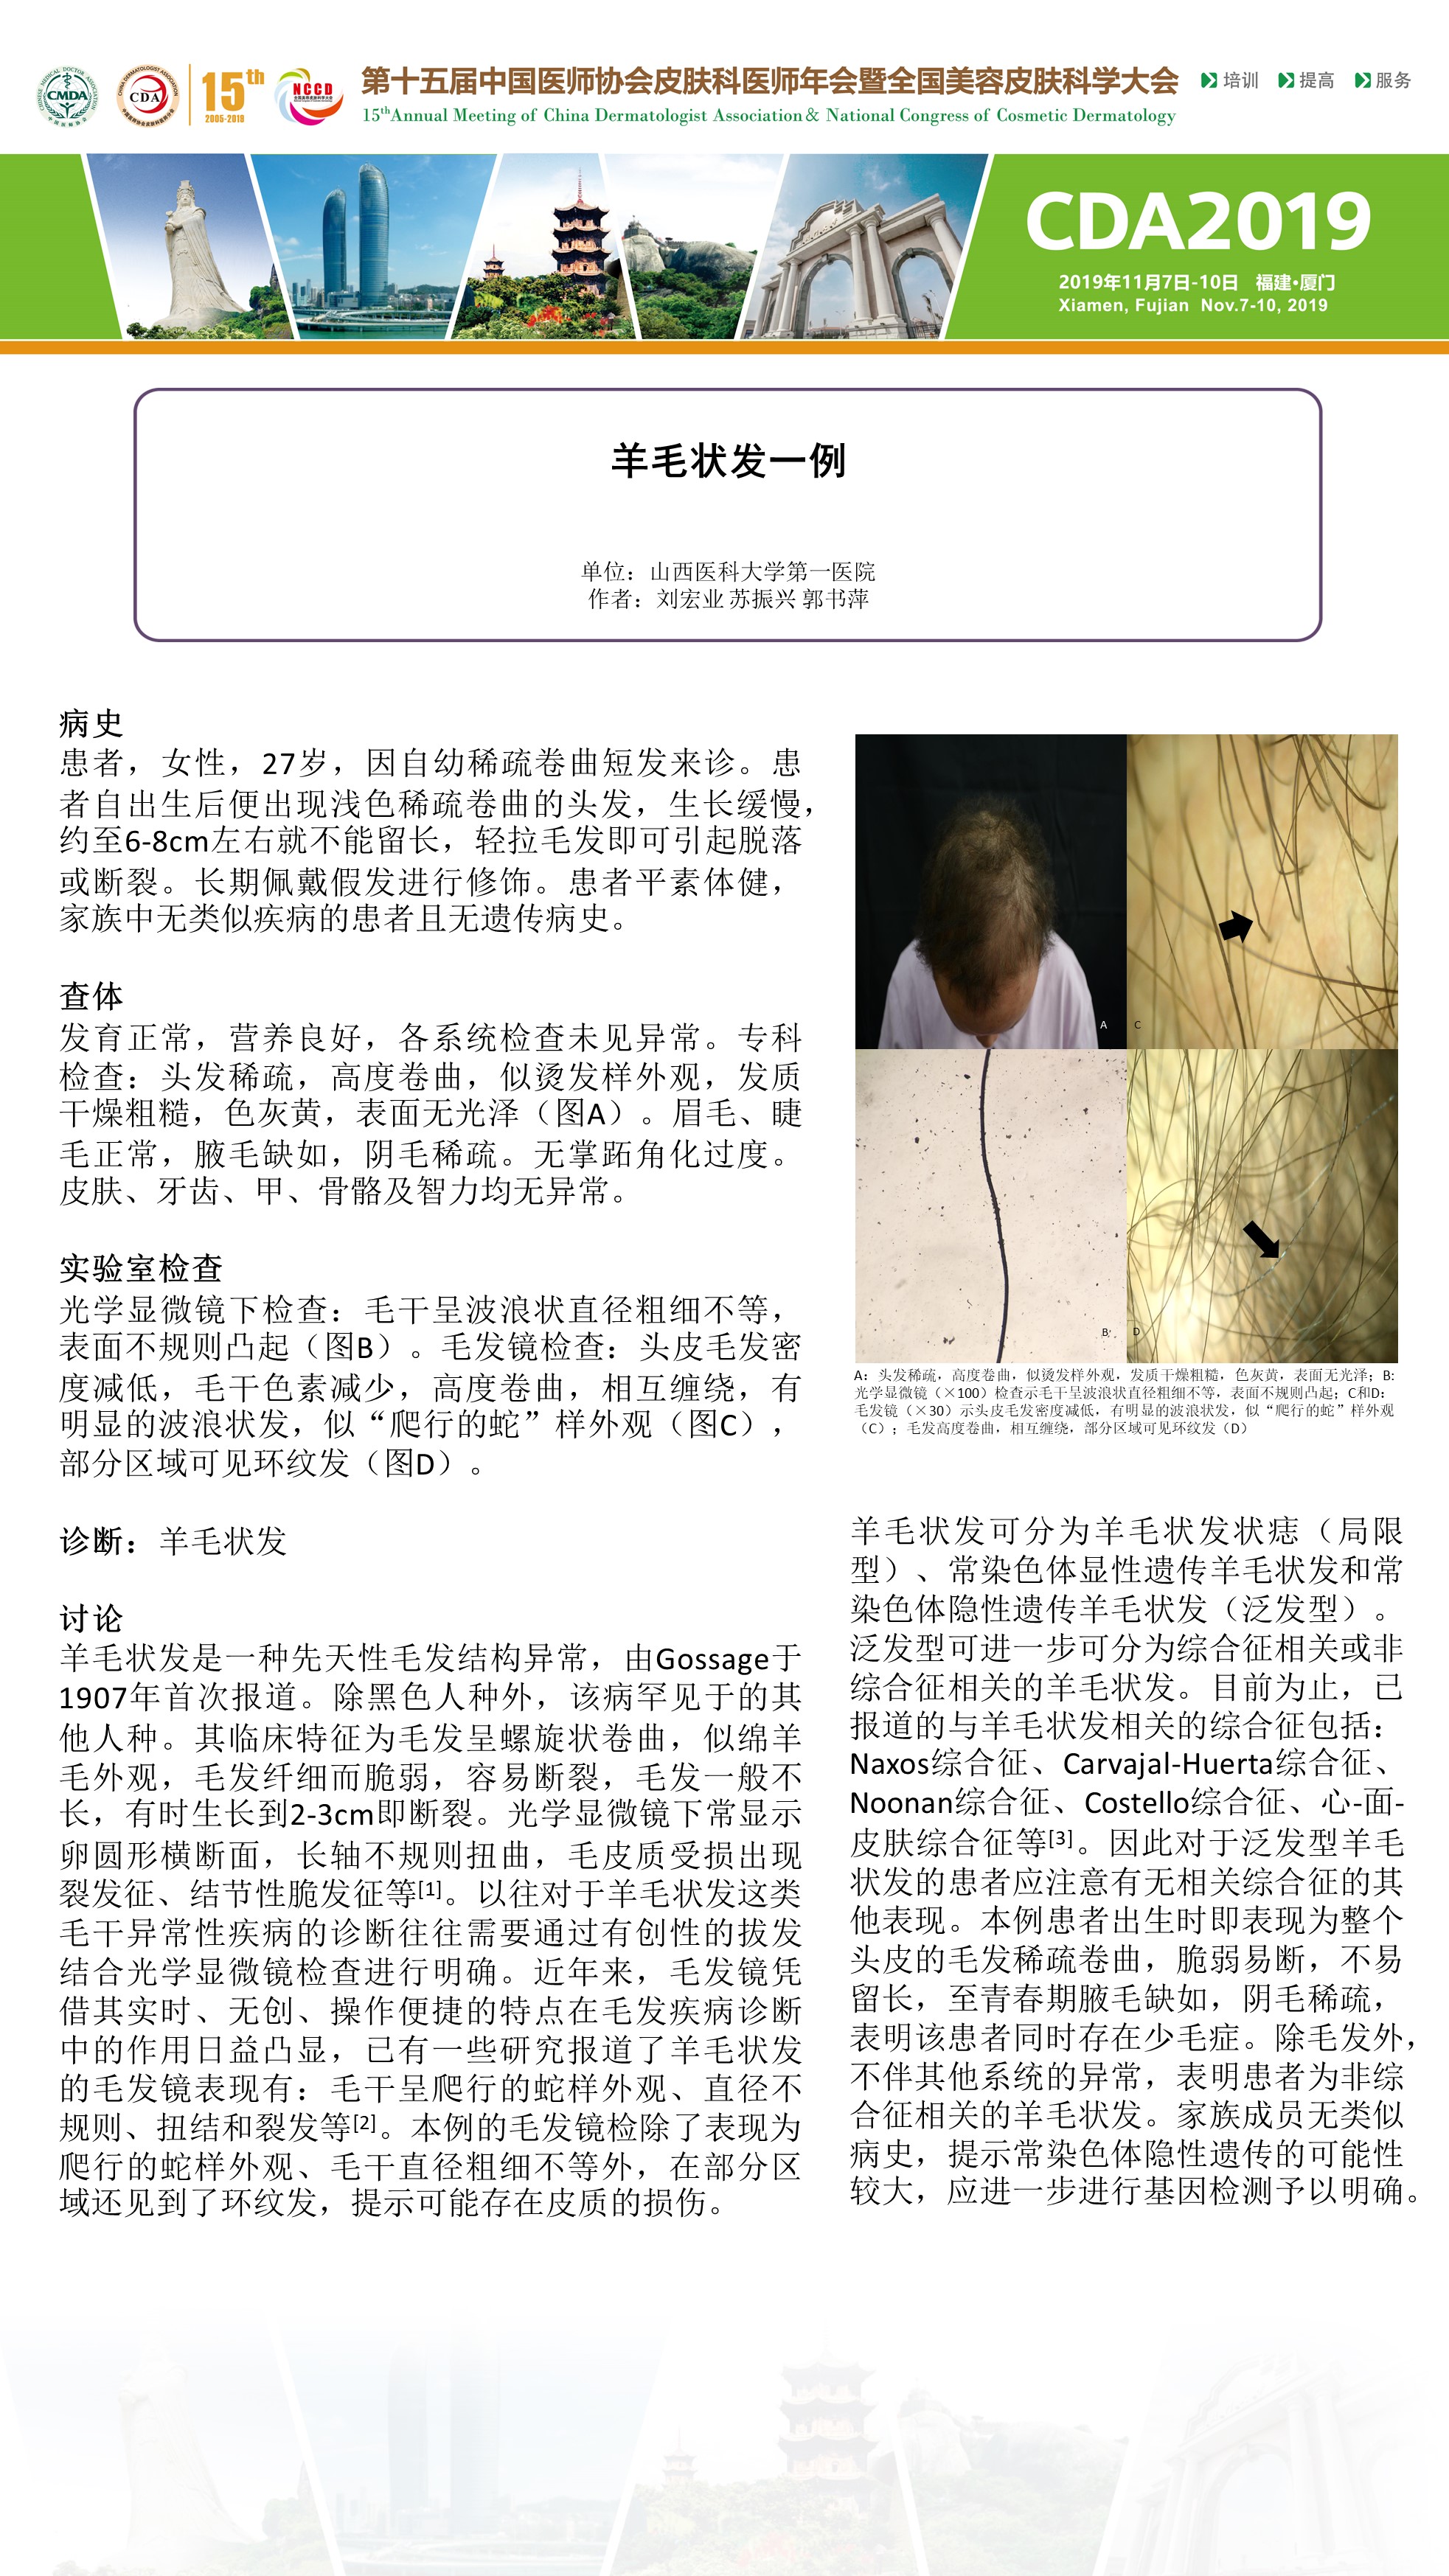 CMDA
CDA
15th
2005-2019
NCCD
第十五届中国医师协会皮肤科医师年会暨全国美容皮肤科学大会
15thAnnual Meeting of China Dermatologist Association& National Congress of Cosmetic Dermatology
培训 提高 服务
CDA2019
2019年11月7日-10日 福建·厦门
Xiamen, Fujian Nov.7-10, 2019
羊毛状发一例
单位：山西医科大学第一医院
作者：刘宏业 苏振兴 郭书萍
病史
患者，女性，27岁，因自幼稀疏卷曲短发来诊。患
者自出生后便出现浅色稀疏卷曲的头发，生长缓慢，
约至6-8cm左右就不能留长，轻拉毛发即可引起脱落
或断裂。长期佩戴假发进行修饰。患者平素体健，
家族中无类似疾病的患者且无遗传病史。
查体
发育正常，营养良好，各系统检查未见异常。专科
检查：头发稀疏，高度卷曲，似烫发样外观，发质
干燥粗糙，色灰黄，表面无光泽（图A）。眉毛、睫
毛正常，腋毛缺如，阴毛稀疏。无掌跖角化过度。
皮肤、牙齿、甲、骨骼及智力均无异常。
实验室检查
光学显微镜下检查：毛干呈波浪状直径粗细不等，
表面不规则凸起（图B）。毛发镜检查：头皮毛发密
度减低，毛干色素减少，高度卷曲，相互缠绕，有
明显的波浪状发，似“爬行的蛇”样外观（图C），
部分区域可见环纹发（图D）。
诊断：羊毛状发
讨论
羊毛状发是一种先天性毛发结构异常，由Gossage于
1907年首次报道。除黑色人种外，该病罕见于的其
他人种。其临床特征为毛发呈螺旋状卷曲，似绵羊
毛外观，毛发纤细而脆弱，容易断裂，毛发一般不
长，有时生长到2-3cm即断裂。光学显微镜下常显示
卵圆形横断面，长轴不规则扭曲，毛皮质受损出现
裂发征、结节性脆发征等[1]。以往对于羊毛状发这类
毛干异常性疾病的诊断往往需要通过有创性的拔发
结合光学显微镜检查进行明确。近年来，毛发镜凭
借其实时、无创、操作便捷的特点在毛发疾病诊断
中的作用日益凸显，已有一些研究报道了羊毛状发
的毛发镜表现有：毛干呈爬行的蛇样外观、直径不
规则、扭结和裂发等[2]。本例的毛发镜检除了表现为
爬行的蛇样外观、毛干直径粗细不等外，在部分区
域还见到了环纹发，提示可能存在皮质的损伤。
A C
B D
A：头发稀疏，高度卷曲，似烫发样外观，发质干燥粗糙，色灰黄，表面无光泽；B:
光学显微镜（×100）检查示毛干呈波浪状直径粗细不等，表面不规则凸起；C和D：
毛发镜（×30）示头皮毛发密度减低，有明显的波浪状发，似“爬行的蛇”样外观
（C）；毛发高度卷曲，相互缠绕，部分区域可见环纹发（D）
羊毛状发可分为羊毛状发状痣（局限
型）、常染色体显性遗传羊毛状发和常
染色体隐性遗传羊毛状发（泛发型）。
泛发型可进一步可分为综合征相关或非
综合征相关的羊毛状发。目前为止，已
报道的与羊毛状发相关的综合征包括：
Naxos综合征、Carvajal-Huerta综合征、
Noonan综合征、Costello综合征、心-面-
皮肤综合征等[3]。因此对于泛发型羊毛
状发的患者应注意有无相关综合征的其
他表现。本例患者出生时即表现为整个
头皮的毛发稀疏卷曲，脆弱易断，不易
留长，至青春期腋毛缺如，阴毛稀疏，
表明该患者同时存在少毛症。除毛发外，
不伴其他系统的异常，表明患者为非综
合征相关的羊毛状发。家族成员无类似
病史，提示常染色体隐性遗传的可能性
较大，应进一步进行基因检测予以明确。